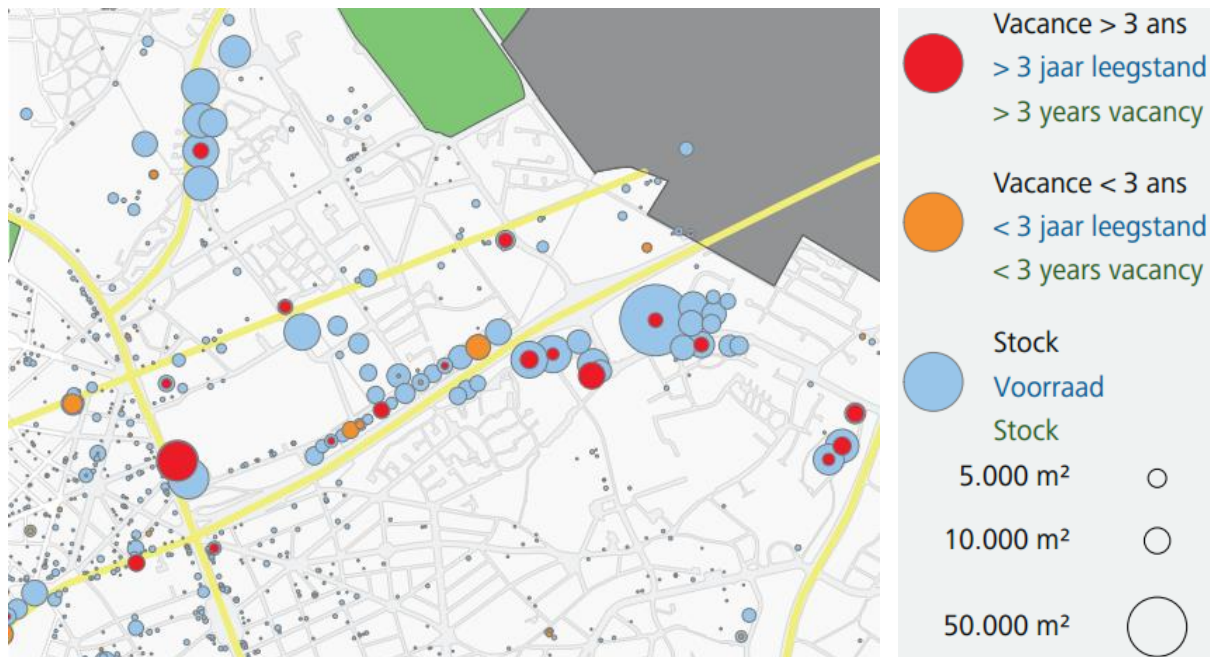 Vacance > 3 ans
> 3 jaar leegstand
> 3 years vacancy
Vacance < 3 ans
< 3 jaar leegstand
< 3 years vacancy
Stock
Voorraad
Stock
5.000 m²
10.000 m²
50.000 m²